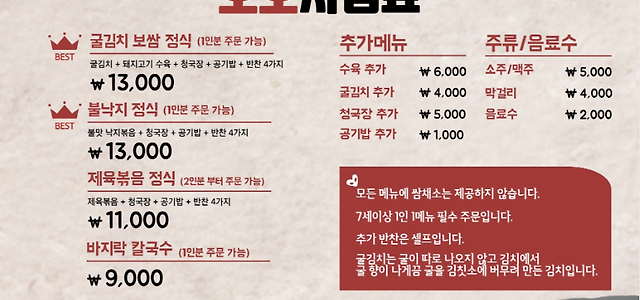 BEST
굴김치 보쌈 정식 (1인분 주문 가능)
굴김치 + 돼지고기 수육 + 청국장 + 공기밥 + 반찬 4가지
₩ 13,000
BEST
불낙지 정식 (1인분 주문 가능)
불맛 낙지볶음 + 청국장 + 공기밥 + 반찬 4가지
₩ 13,000
제육볶음 정식 (2인분 부터 주문 가능)
제육볶음 + 청국장 + 공기밥 + 반찬 4가지
₩ 11,000
바지락 칼국수 (1인분 주문 가능)
₩ 9,000
추가메뉴
수육 추가 ₩ 6,000
굴김치 추가 ₩ 4,000
청국장 추가 ₩ 5,000
공기밥 추가 ₩ 1,000
주류/음료수
소주/맥주 ₩ 5,000
막걸리 ₩ 4,000
음료수 ₩ 2,000
모든 메뉴에 쌈채소는 제공하지 않습니다.
7세이상 1인 1메뉴 필수 주문입니다.
추가 반찬은 셀프입니다.
굴김치는 굴이 따로 나오지 않고 김치에서
굴 향이 나게끔 굴을 김칫소에 버무려 만든 김치입니다.